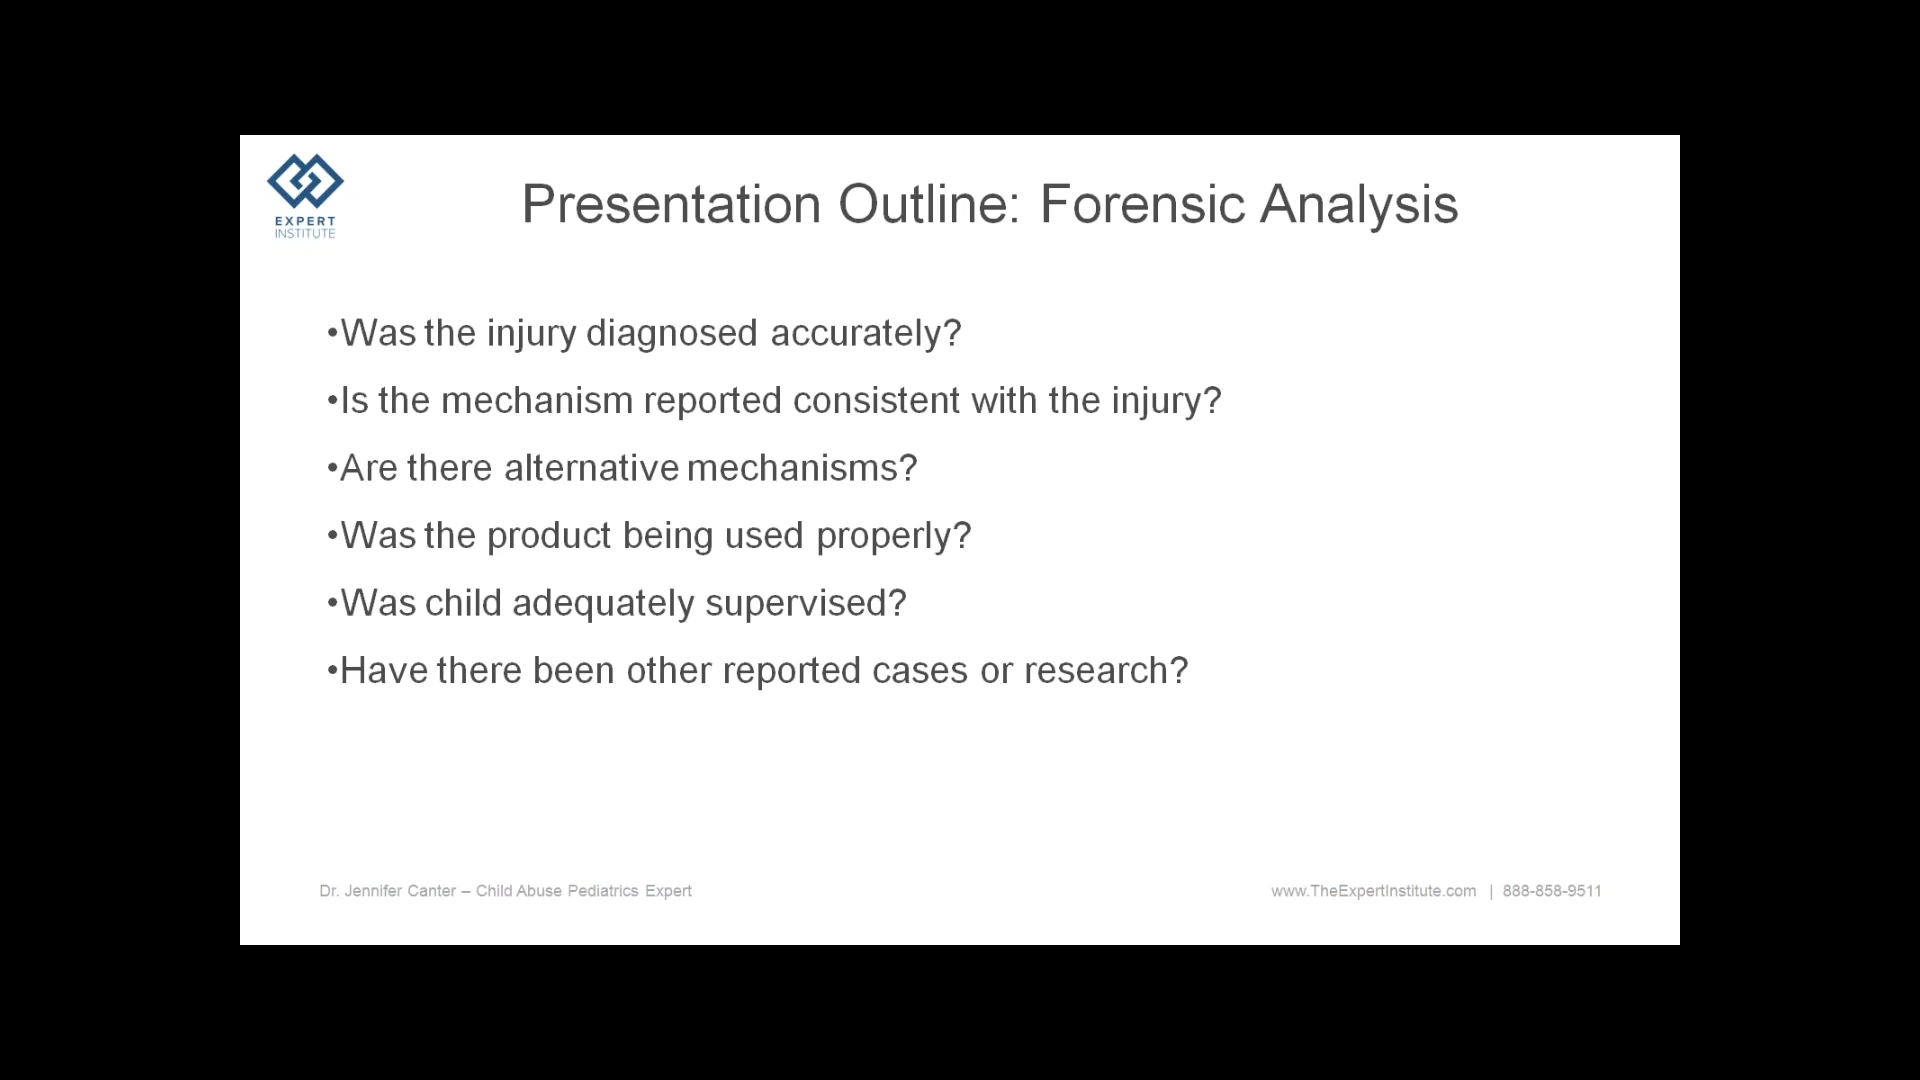 EXPERT
INSTITUTE
Presentation Outline: Forensic Analysis
•Was the injury diagnosed accurately?
•Is the mechanism reported consistent with the injury?
•Are there alternative mechanisms?
•Was the product being used properly?
•Was child adequately supervised?
•Have there been other reported cases or research?
Dr. Jennifer Canter – Child Abuse Pediatrics Expert
www.TheExpertInstitute.com | 888-858-9511